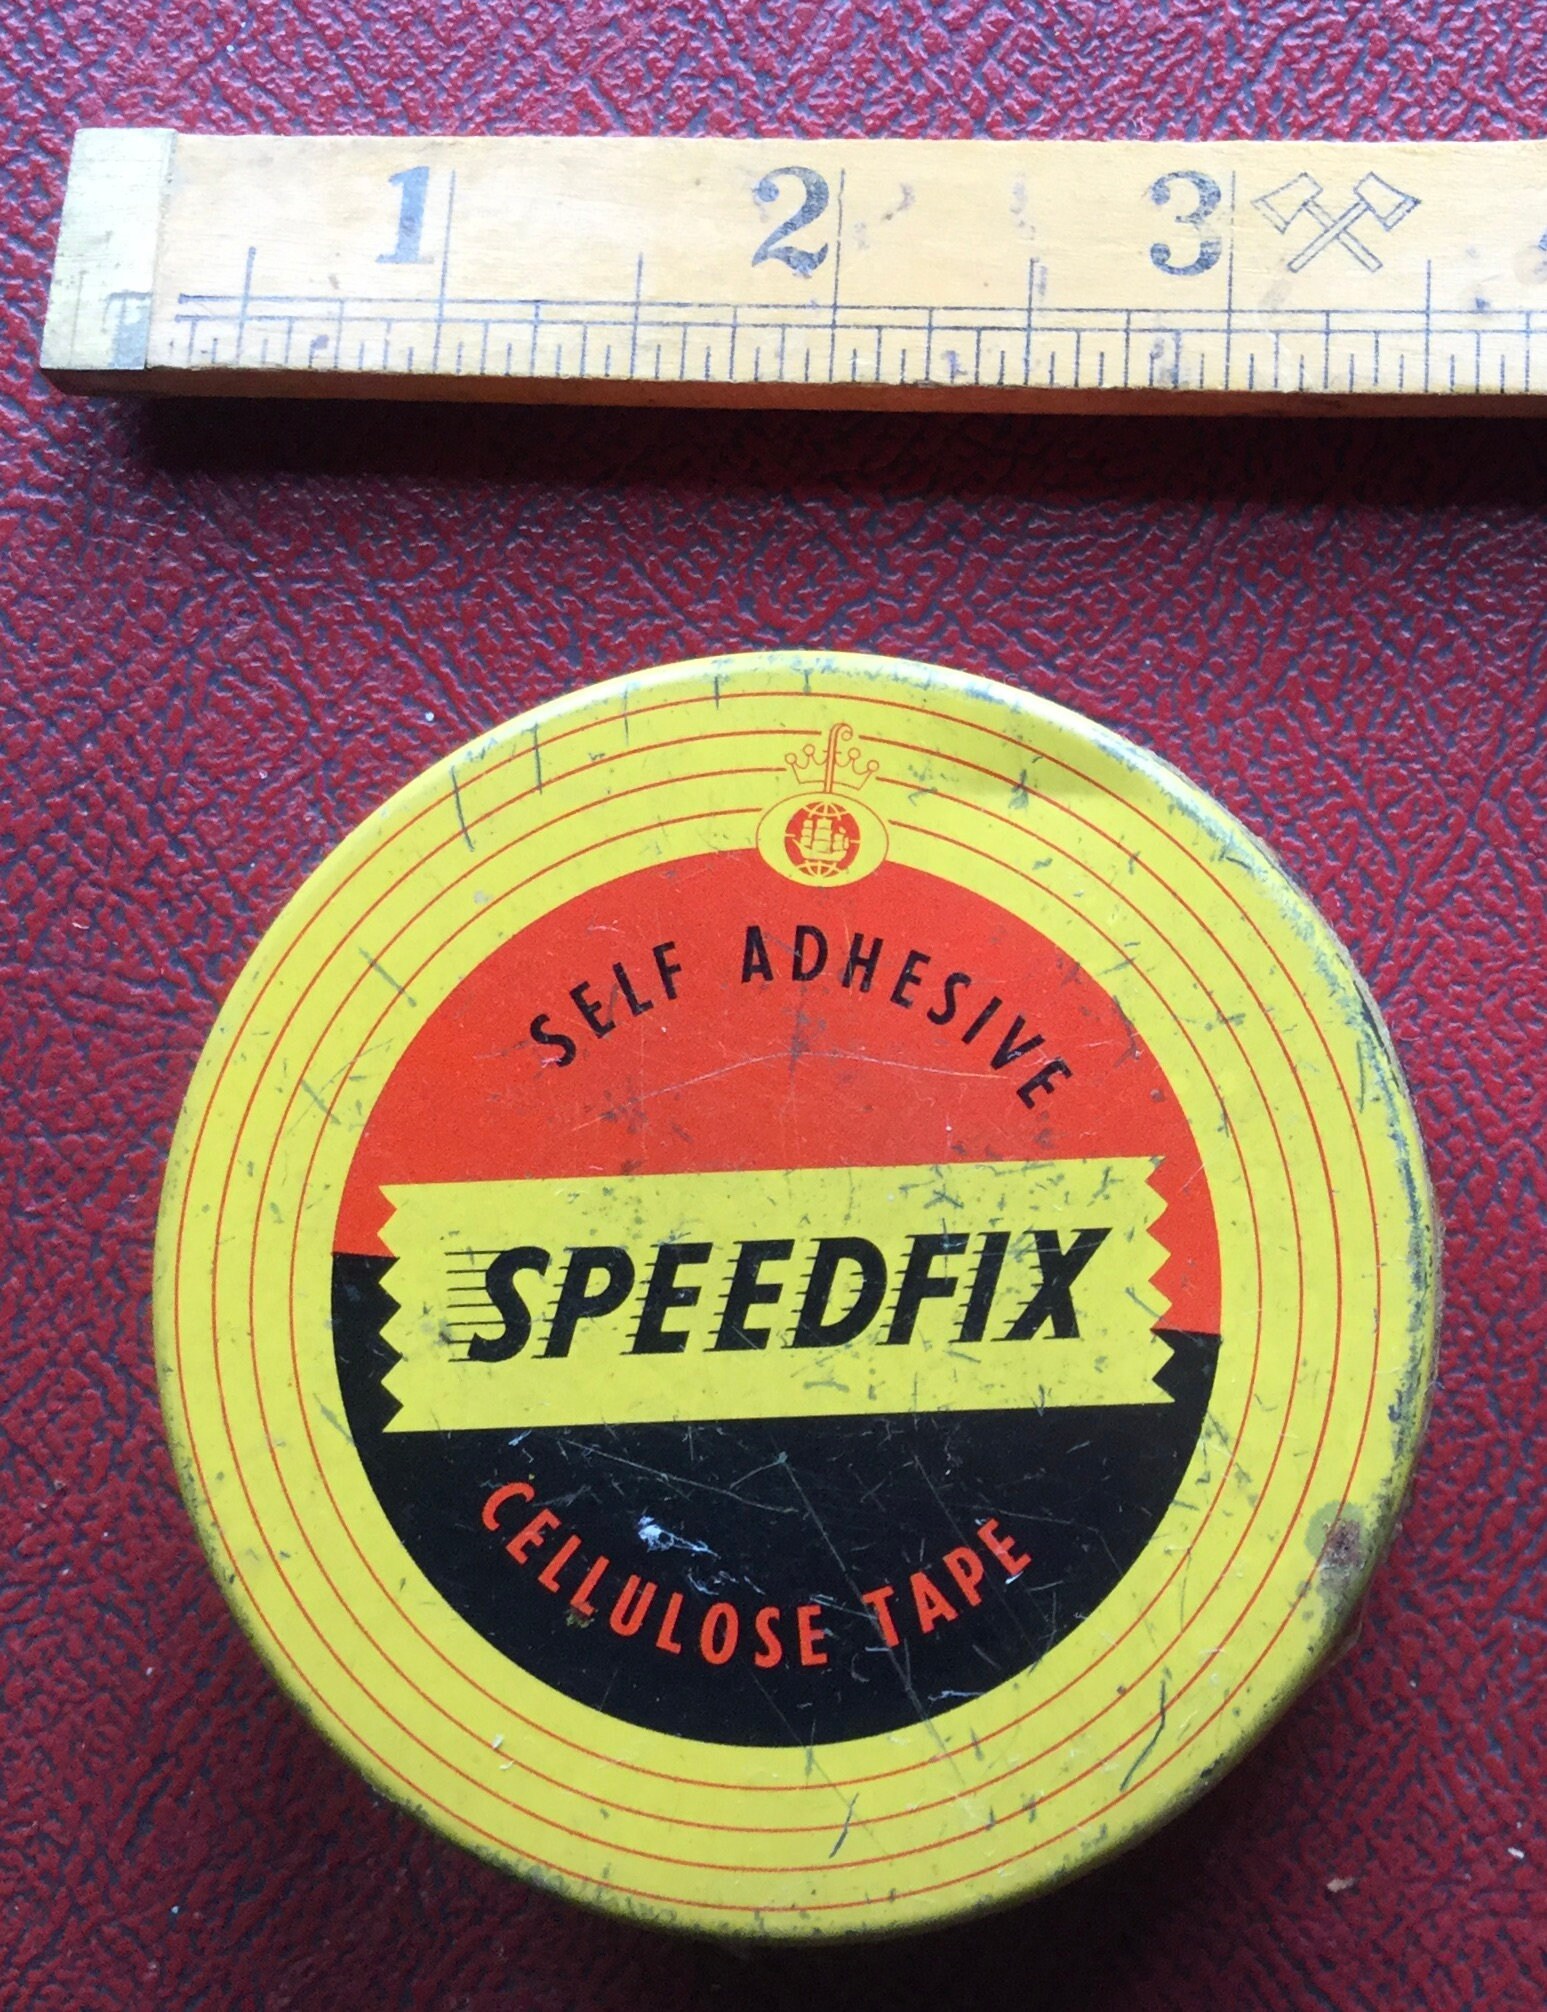 1 2 3
SELF ADHESIVE
SPEEDFIX
CELLULOSE TAPE